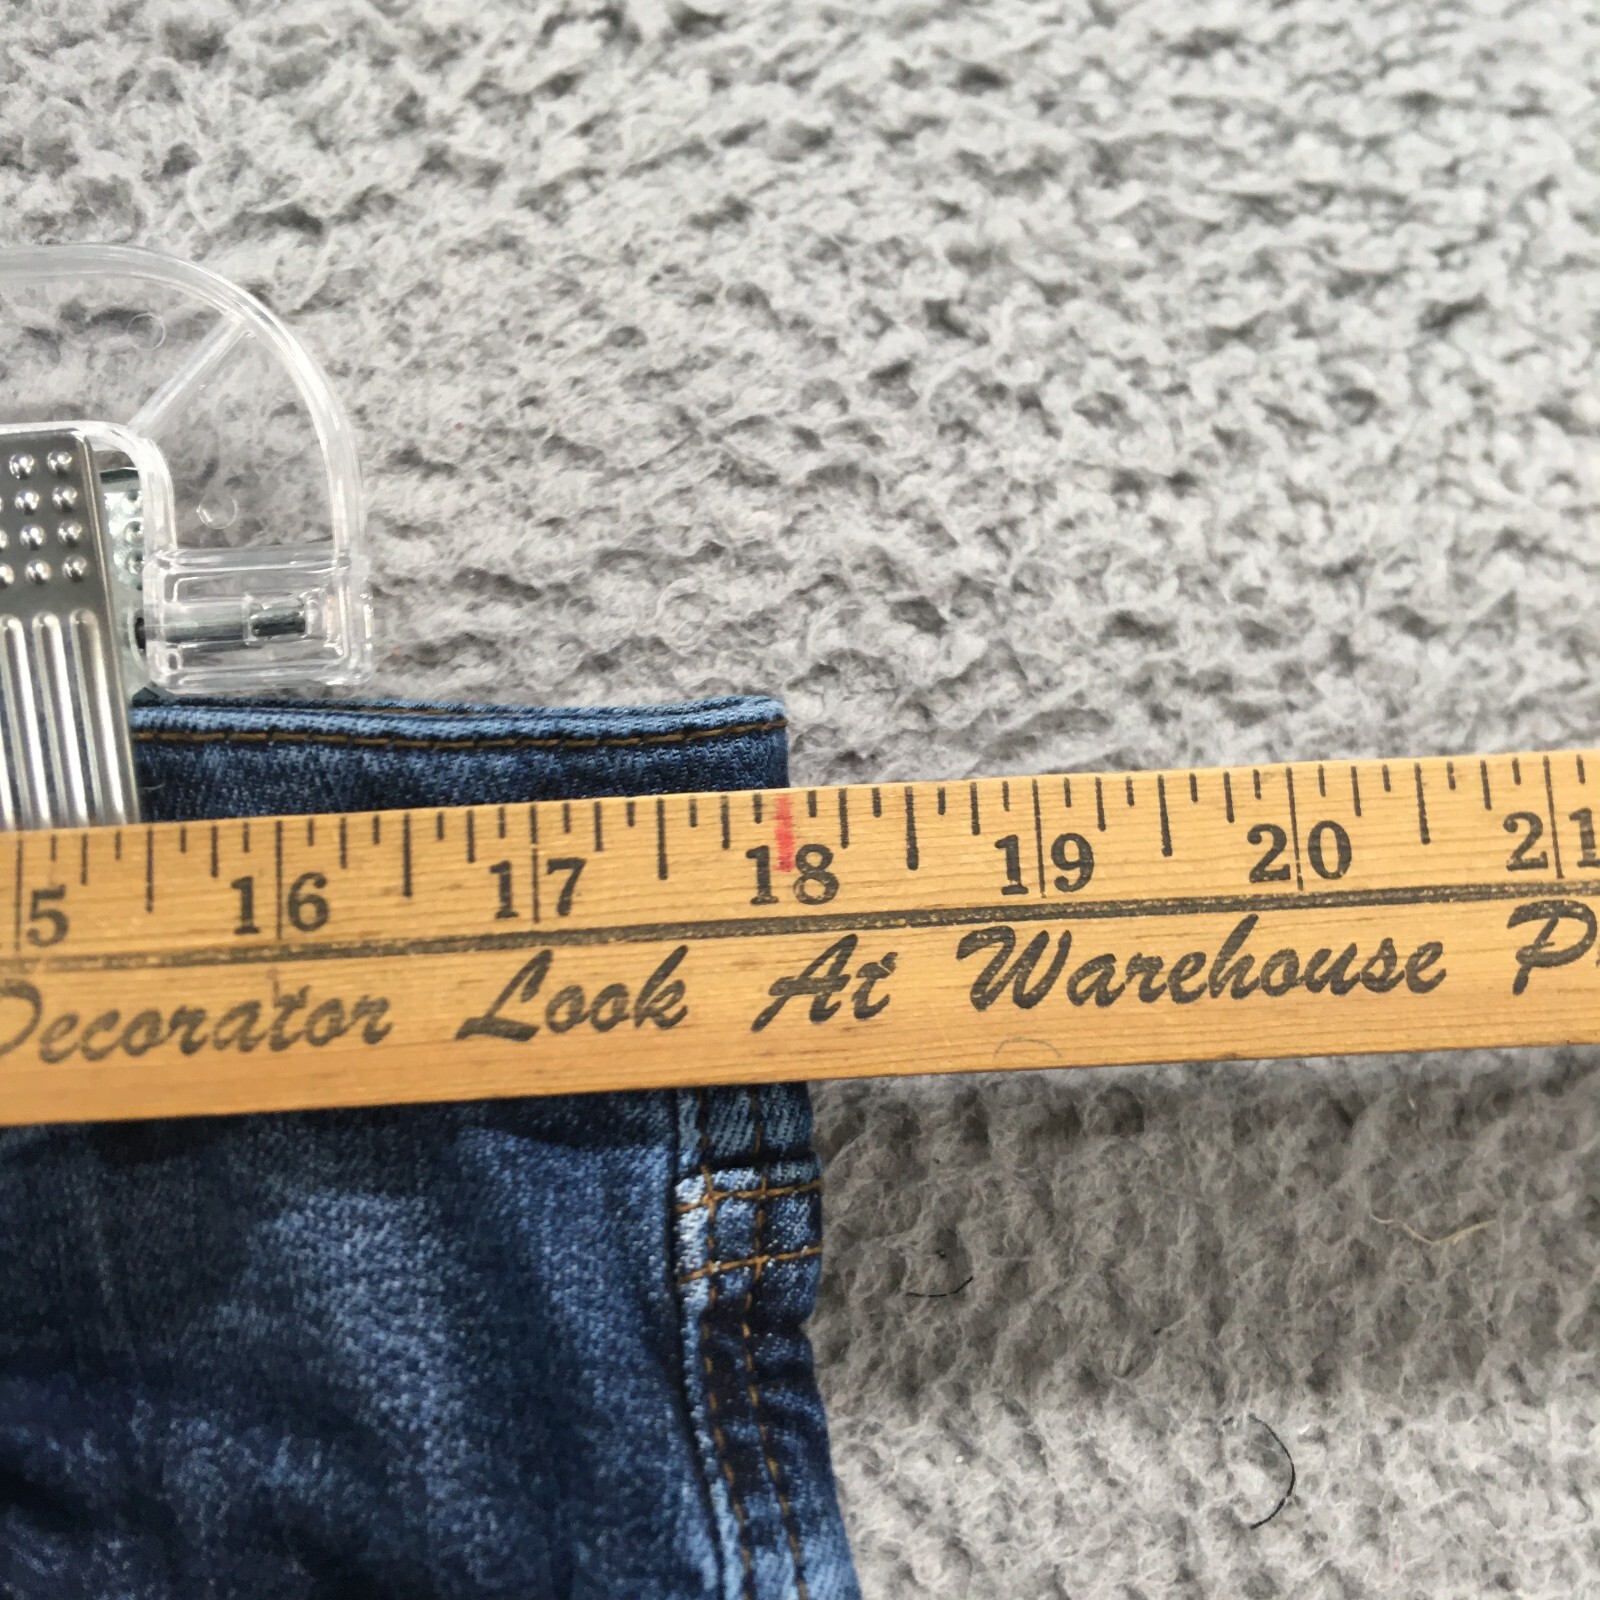 5 16 17 18 19 20 21
Decorator Look At Warehouse